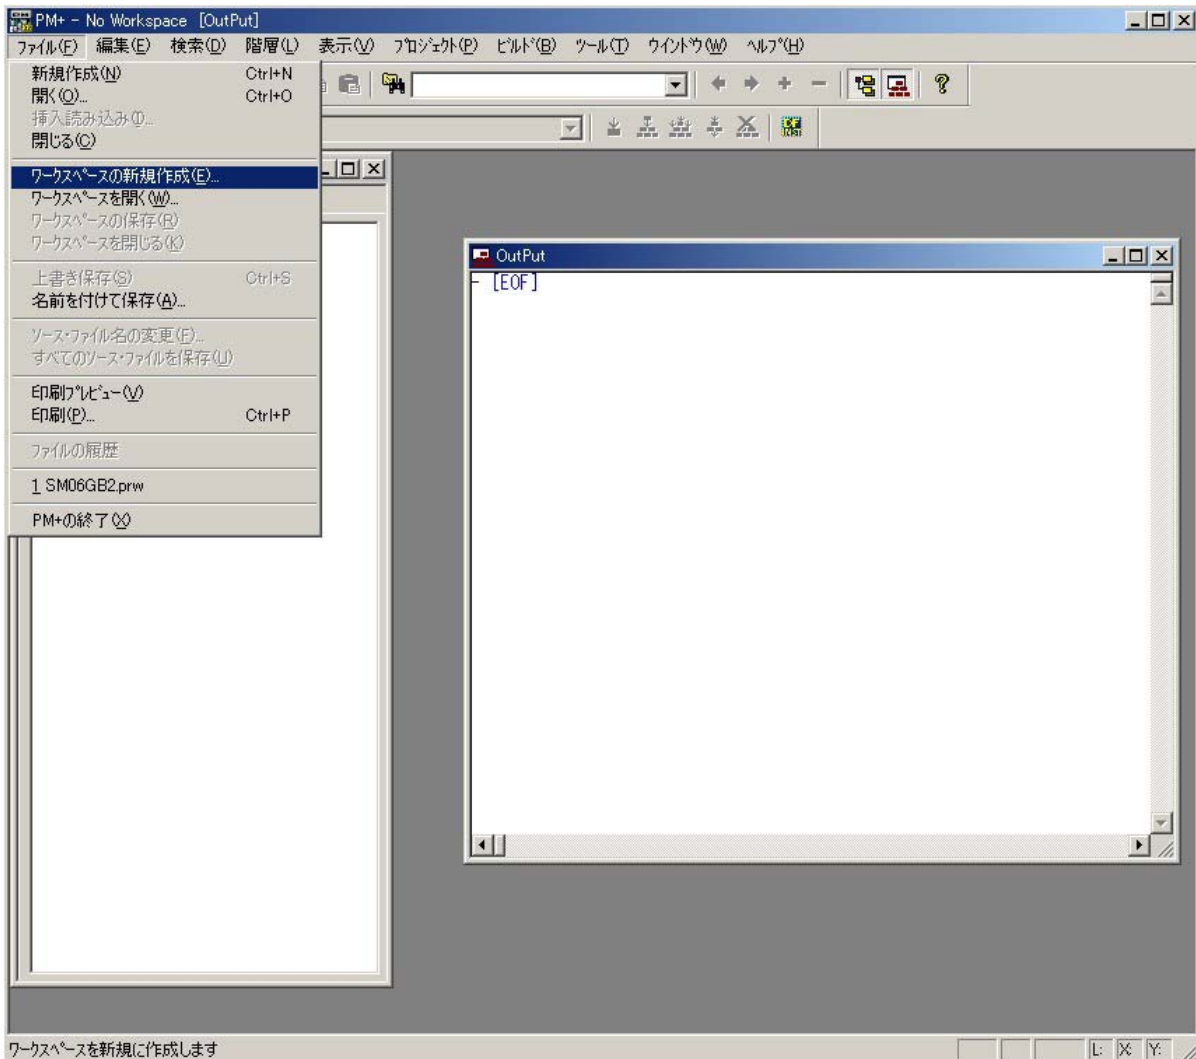 PM+ - No Workspace [OutPut]
ファイル(F) 編集(E) 検索(D) 階層(L) 表示(V) プロジェクト(P) ビルド(B) ツール(T) ウインドウ(W) ヘルプ(H)
新規作成(N) Ctrl+N
開く(O)... Ctrl+O
挿入読み込み(I)...
閉じる(C)
ワークスペースの新規作成(E)...
ワークスペースを開く(W)...
ワークスペースの保存(R)
ワークスペースを閉じる(K)
上書き保存(S) Ctrl+S
名前を付けて保存(A)...
ソース・ファイル名の変更(F)...
すべてのソース・ファイルを保存(U)
印刷プレビュー(V)
印刷(P)... Ctrl+P
ファイルの履歴
1 SM06GB2.prw
PM+の終了(X)
OutPut
[EOF]
ワークスペースを新規に作成します L: X: Y: